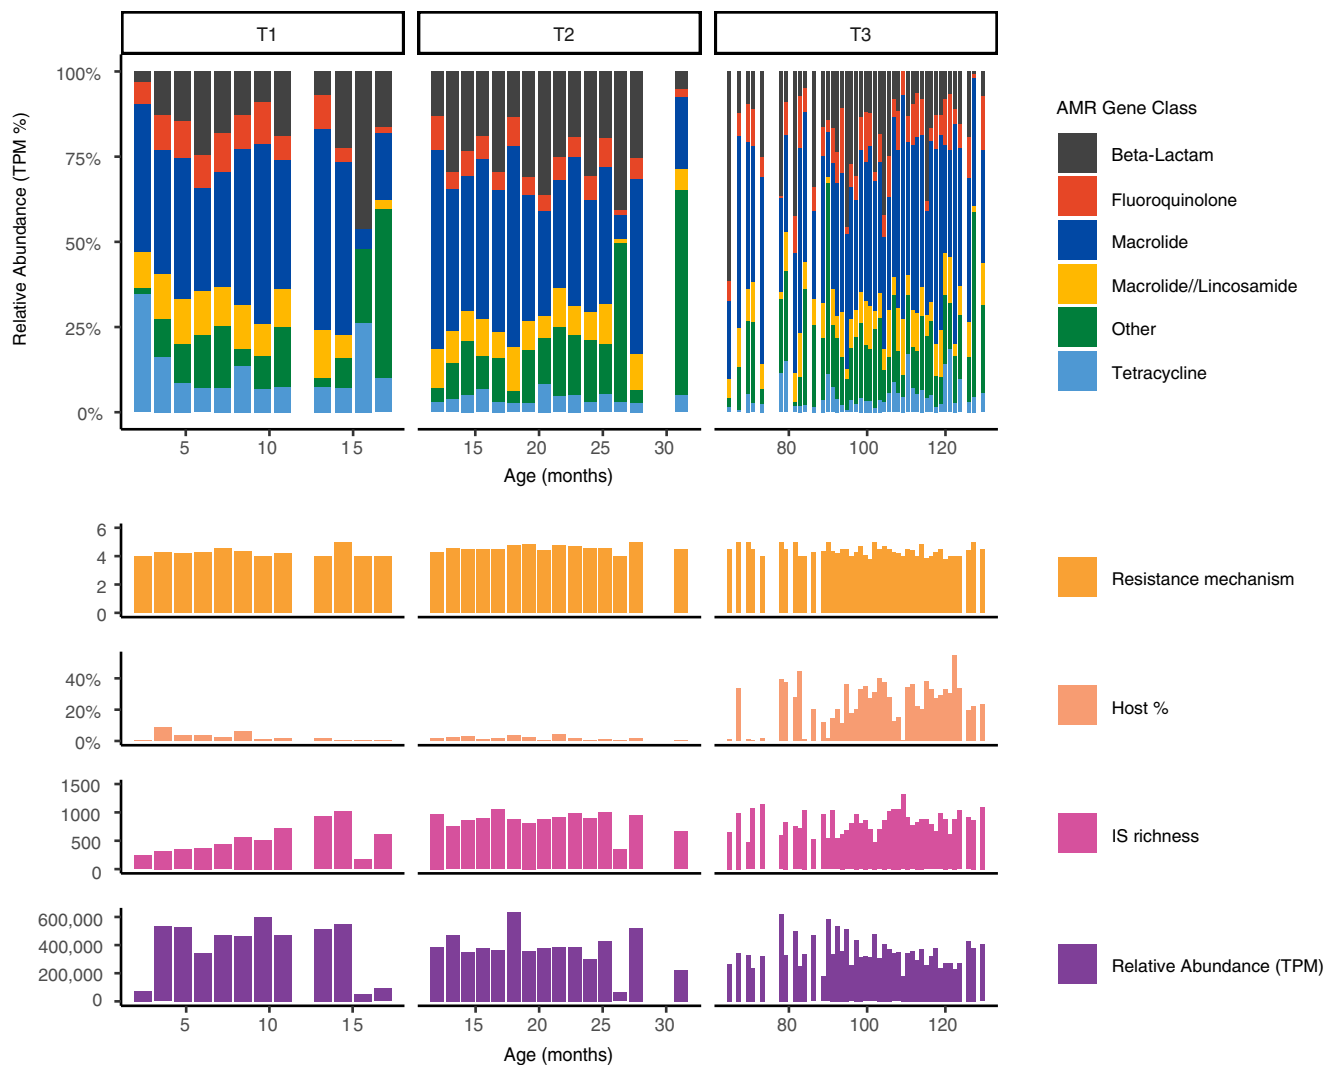 T1
T2
T3
Relative Abundance (TPM %)
100%
75%
50%
25%
0%
5
10
15
15
20
25
30
80
100
120
Age (months)
AMR Gene Class
Beta-Lactam
Fluoroquinolone
Macrolide
Macrolide//Lincosamide
Other
Tetracycline
6
4
2
0
Resistance mechanism
40%
20%
0%
Host %
1500
1000
500
0
IS richness
600,000
400,000
200,000
0
Relative Abundance (TPM)
5
10
15
15
20
25
30
80
100
120
Age (months)